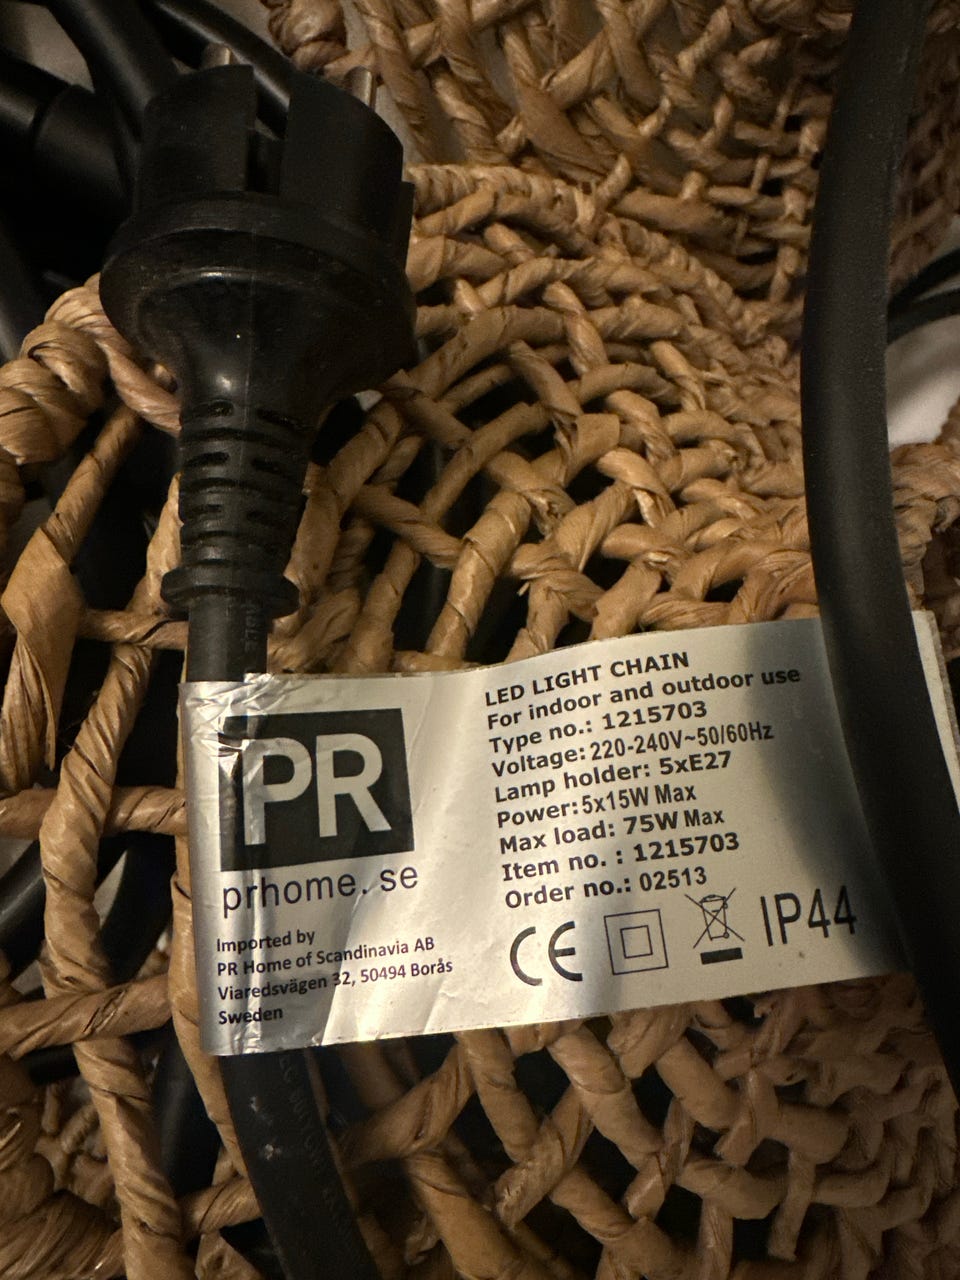 PR
prhome.se
Imported by
PR Home of Scandinavia AB
Viaredsvägen 32, 50494 Borås
Sweden
LED LIGHT CHAIN
For indoor and outdoor use
Type no.: 1215703
Voltage: 220-240V~50/60Hz
Lamp holder: 5xE27
Power: 5x15W Max
Max load: 75W Max
Item no. : 1215703
Order no.: 02513
CE
IP44